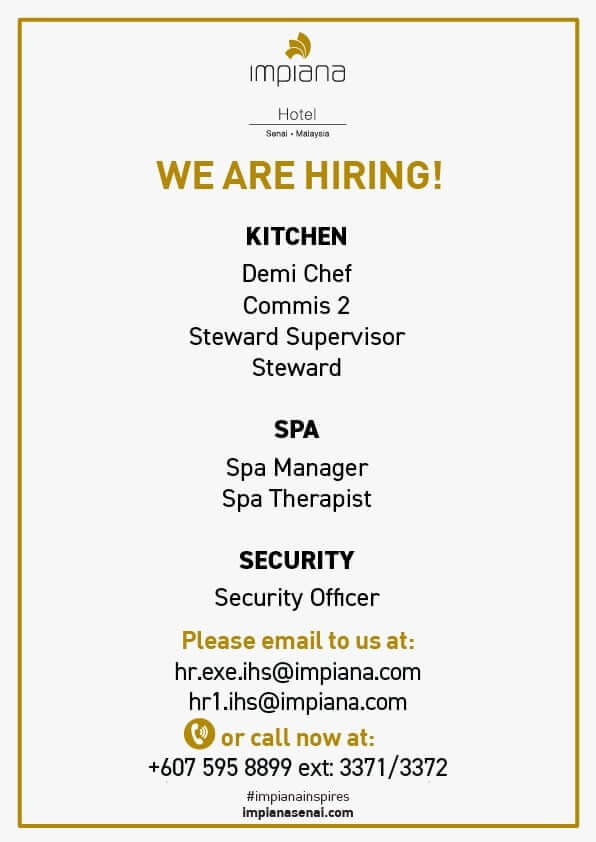 impiana
Hotel
Senai • Malaysia
WE ARE HIRING!
KITCHEN
Demi Chef
Commis 2
Steward Supervisor
Steward
SPA
Spa Manager
Spa Therapist
SECURITY
Security Officer
Please email to us at:
hr.exe.ihs@impiana.com
hr1.ihs@impiana.com
or call now at:
+607 595 8899 ext: 3371/3372
#impianainspires
impianasenai.com